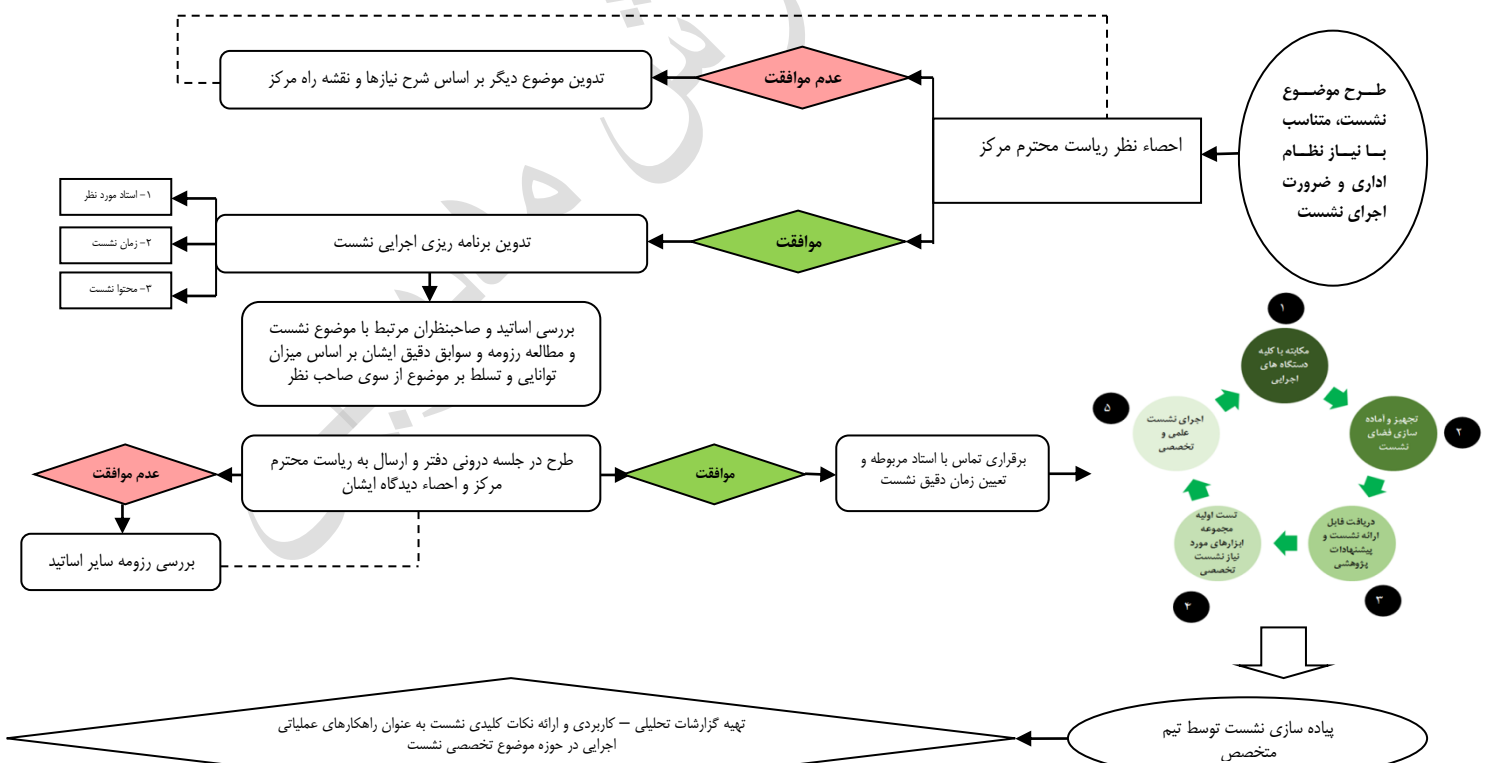 طرح موضوع
نشست، متناسب
با نیاز نظام
اداری و ضرورت
اجرای نشست
احصاء نظر ریاست محترم مرکز
عدم موافقت
تدوین موضوع دیگر بر اساس شرح نیازها و نقشه راه مرکز
موافقت
تدوین برنامه ریزی اجرایی نشست
۱- استاد مورد نظر
۲- زمان نشست
۳- محتوا نشست
بررسی اساتید و صاحبنظران مرتبط با موضوع نشست
و مطالعه رزومه و سوابق دقیق ایشان بر اساس میزان
توانایی و تسلط بر موضوع از سوی صاحب نظر
طرح در جلسه درونی دفتر و ارسال به ریاست محترم
مرکز و احصاء دیدگاه ایشان
عدم موافقت
بررسی رزومه سایر اساتید
موافقت
برقراری تماس با استاد مربوطه و
تعیین زمان دقیق نشست
۱
مکابته با کلیه
دستگاه های
اجرایی
۲
تجهیز و آماده
سازی فضای
نشست
۳
دریافت فایل
ارائه نشست و
پیشنهادات
پژوهشی
۴
تست اولیه
مجموعه
ابزارهای مورد
نیاز نشست
تخصصی
۵
اجرای نشست
علمی و
تخصصی
پیاده سازی نشست توسط تیم
متخصص
تهیه گزارشات تحلیلی – کاربردی و ارائه نکات کلیدی نشست به عنوان راهکارهای عملیاتی
اجرایی در حوزه موضوع تخصصی نشست